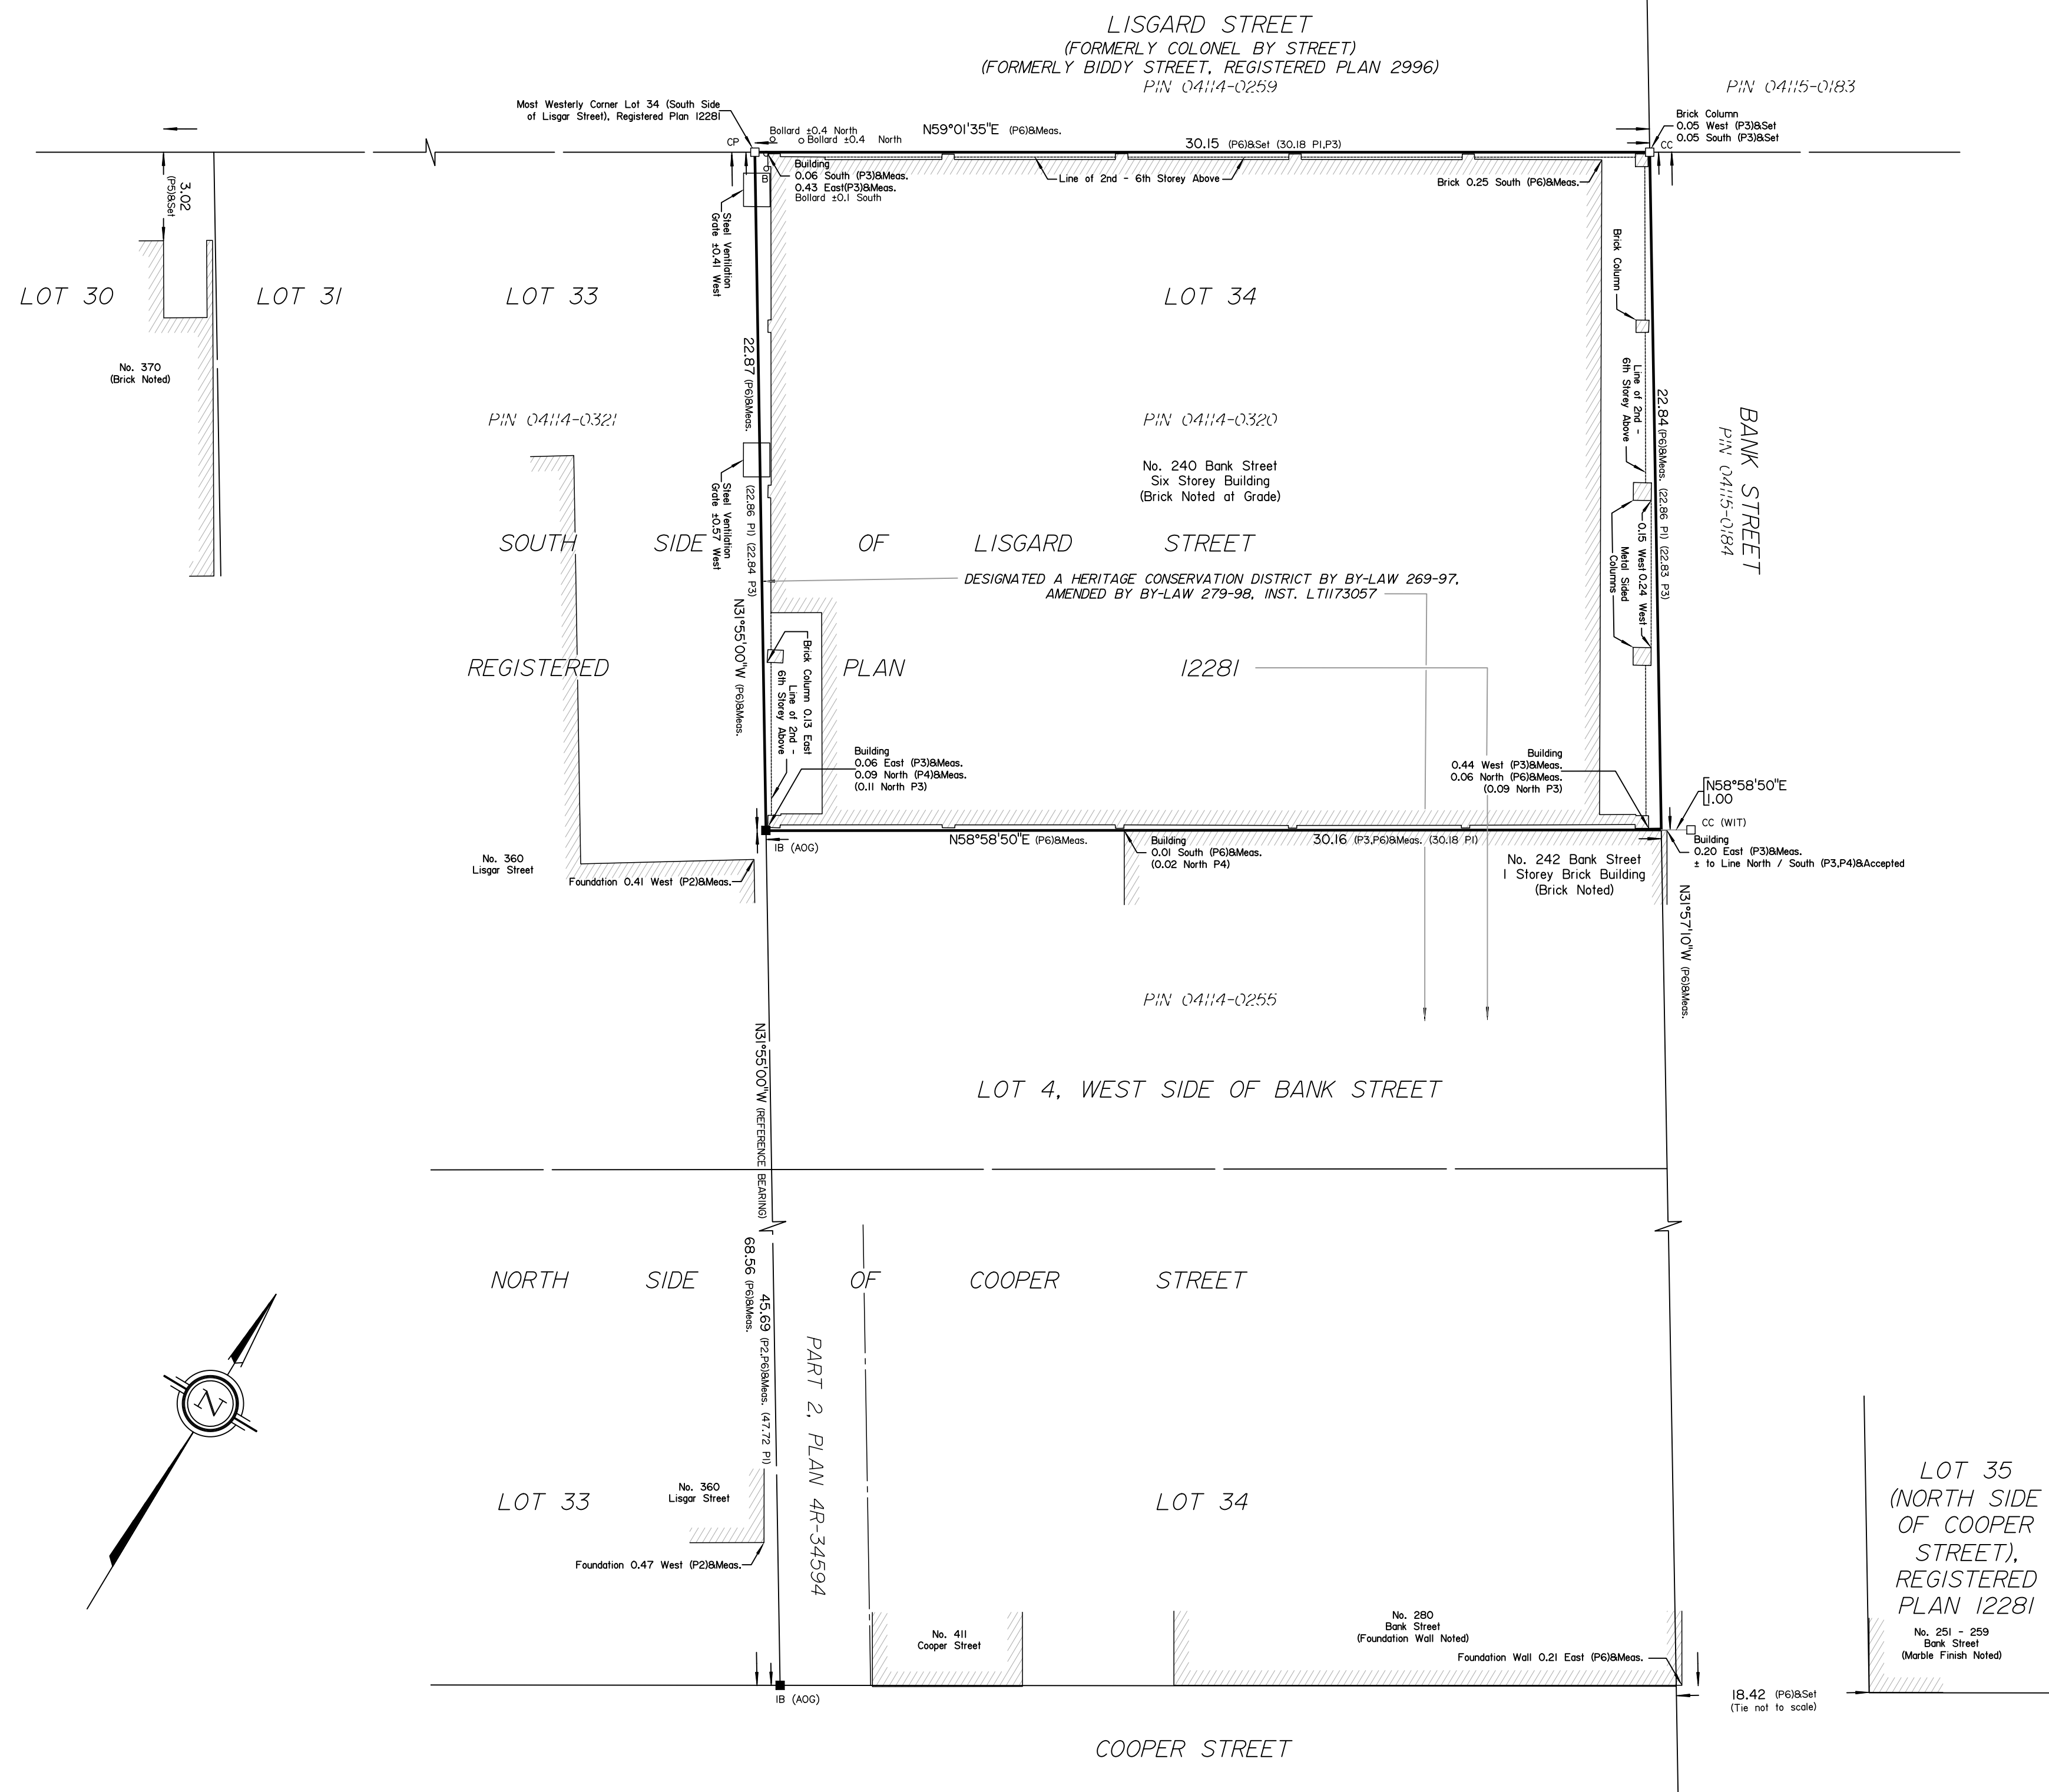 LISGARD STREET
(FORMERLY COLONEL BY STREET)
(FORMERLY BIDDY STREET, REGISTERED PLAN 2996)
PIN 04114-0259
PIN 04115-0183
Most Westerly Corner Lot 34 (South Side
of Lisgar Street), Registered Plan 12281
CP
Bollard ±0.4 North
Bollard ±0.4 North
N59°01'35"E (P6)&Meas.
30.15 (P6)&Set (30.18 P1,P3)
Brick Column
0.05 West (P3)&Set
0.05 South (P3)&Set
CC
B
Building
0.06 South (P3)&Meas.
0.43 East(P3)&Meas.
Bollard ±0.1 South
Line of 2nd - 6th Storey Above
Brick 0.25 South (P6)&Meas.
3.02
(P5)&Set
Steel Ventilation
Grate ±0.41 West
Brick Column
LOT 30
LOT 31
LOT 33
LOT 34
No. 370
(Brick Noted)
22.87 (P6)&Meas.
(22.86 P1) (22.84 P3)
Line of 2nd -
6th Storey Above
22.84 (P6)&Meas. (22.86 P1) (22.83 P3)
BANK STREET
PIN 04115-0184
PIN 04114-0321
PIN 04114-0320
No. 240 Bank Street
Six Storey Building
(Brick Noted at Grade)
Steel Ventilation
Grate ±0.57 West
0.15 West
0.24 West
Metal Sided
Columns
SOUTH SIDE OF LISGARD STREET
DESIGNATED A HERITAGE CONSERVATION DISTRICT BY BY-LAW 269-97,
AMENDED BY BY-LAW 279-98, INST. LT1173057
N31°55'00"W (P6)&Meas.
REGISTERED PLAN 12281
Brick Column 0.13 East
Line of 2nd -
6th Storey Above
Building
0.06 East (P3)&Meas.
0.09 North (P4)&Meas.
(0.11 North P3)
Building
0.44 West (P3)&Meas.
0.06 North (P6)&Meas.
(0.09 North P3)
N58°58'50"E
1.00
CC (WIT)
IB (AOG)
N58°58'50"E (P6)&Meas.
30.16 (P3,P6)&Meas. (30.18 P1)
Building
0.01 South (P6)&Meas.
(0.02 North P4)
Building
0.20 East (P3)&Meas.
± to Line North / South (P3,P4)&Accepted
No. 360
Lisgar Street
Foundation 0.41 West (P2)&Meas.
No. 242 Bank Street
1 Storey Brick Building
(Brick Noted)
N31°57'10"W (P6)&Meas.
PIN 04114-0255
N31°55'00"W (REFERENCE BEARING)
LOT 4, WEST SIDE OF BANK STREET
68.56 (P6)&Meas.
45.69 (P2,P6)&Meas. (47.72 P1)
NORTH SIDE OF COOPER STREET
PART 2, PLAN 4R-34594
LOT 33
No. 360
Lisgar Street
LOT 34
Foundation 0.47 West (P2)&Meas.
LOT 35
(NORTH SIDE
OF COOPER
STREET),
REGISTERED
PLAN 12281
No. 251 - 259
Bank Street
(Marble Finish Noted)
No. 411
Cooper Street
No. 280
Bank Street
(Foundation Wall Noted)
Foundation Wall 0.21 East (P6)&Meas.
IB (AOG)
18.42 (P6)&Set
(Tie not to scale)
COOPER STREET
N